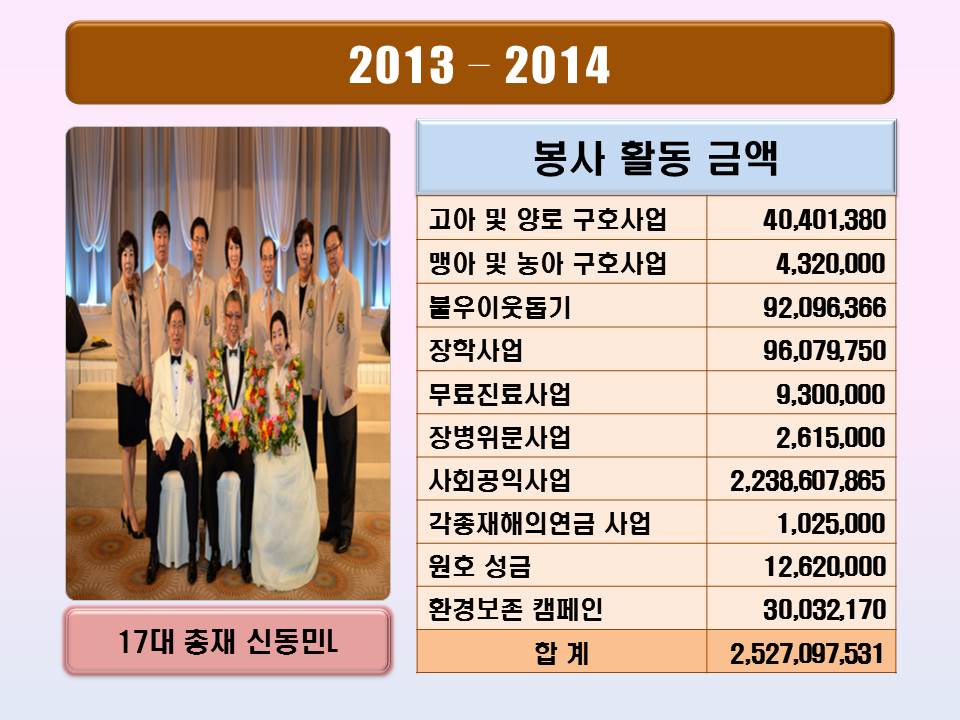 2013 – 2014
봉사 활동 금액
고아 및 양로 구호사업 40,401,380
맹아 및 농아 구호사업 4,320,000
불우이웃돕기 92,096,366
장학사업 96,079,750
무료진료사업 9,300,000
장병위문사업 2,615,000
사회공익사업 2,238,607,865
각종재해의연금 사업 1,025,000
원호 성금 12,620,000
환경보존 캠페인 30,032,170
합 계 2,527,097,531
17대 총재 신동민L